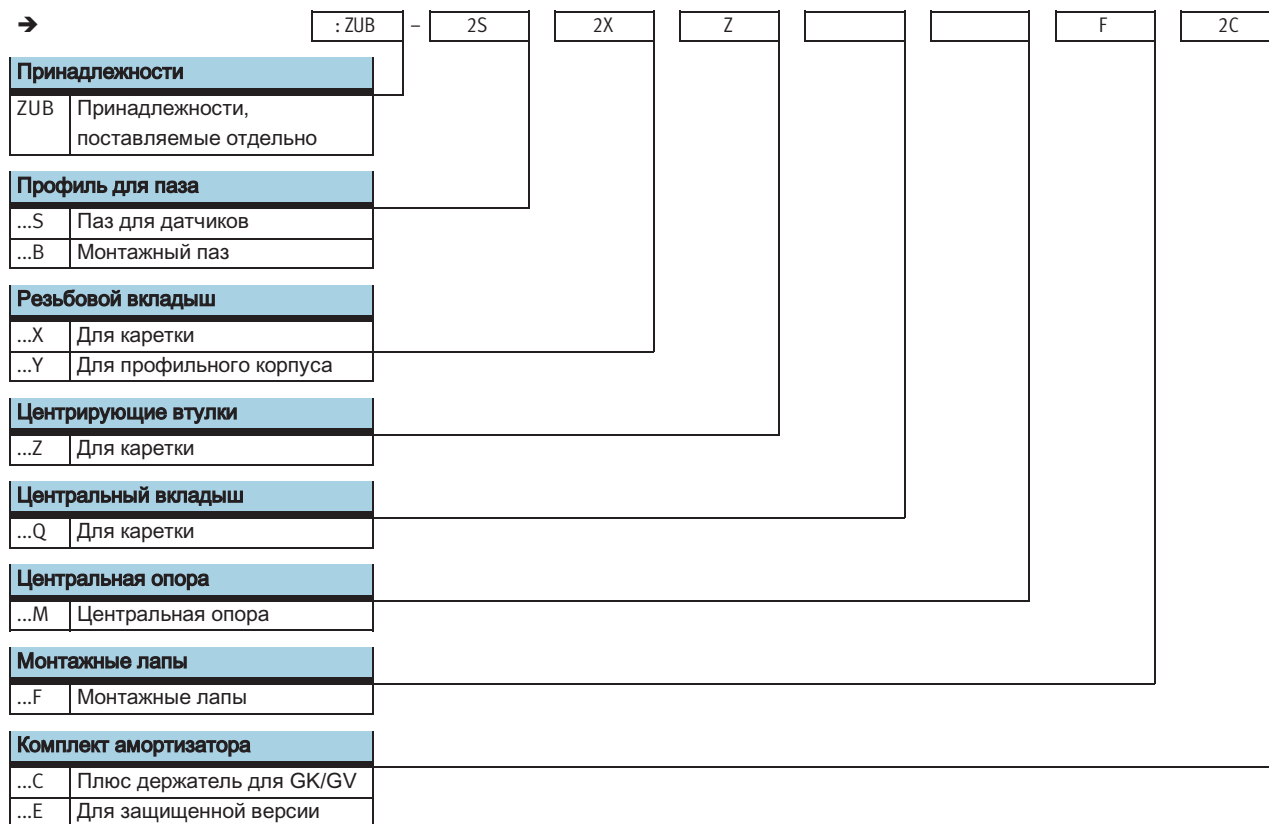 ➔ : ZUB – 2S 2X Z F 2C
Принадлежности
ZUB Принадлежности,
поставляемые отдельно
Профиль для паза
...S Паз для датчиков
...B Монтажный паз
Резьбовой вкладыш
...X Для каретки
...Y Для профильного корпуса
Центрирующие втулки
...Z Для каретки
Центральный вкладыш
...Q Для каретки
Центральная опора
...M Центральная опора
Монтажные лапы
...F Монтажные лапы
Комплект амортизатора
...C Плюс держатель для GK/GV
...E Для защищенной версии